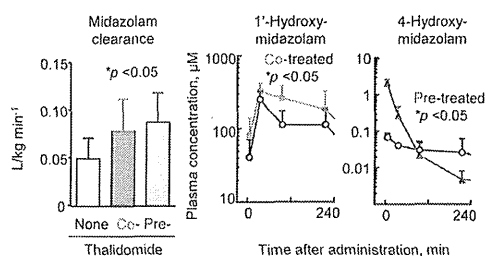 Midazolam
clearance
*p <0.05
L/kg min⁻¹
0.15
0.10
0.05
0
None Co- Pre-
Thalidomide
1'-Hydroxy-
midazolam
Co-treated
*p <0.05
Plasma concentration, μM
1000
100
10
0 240
4-Hydroxy-
midazolam
Pre-treated
*p <0.05
10
1
0.1
0.01
0 240
Time after administration, min